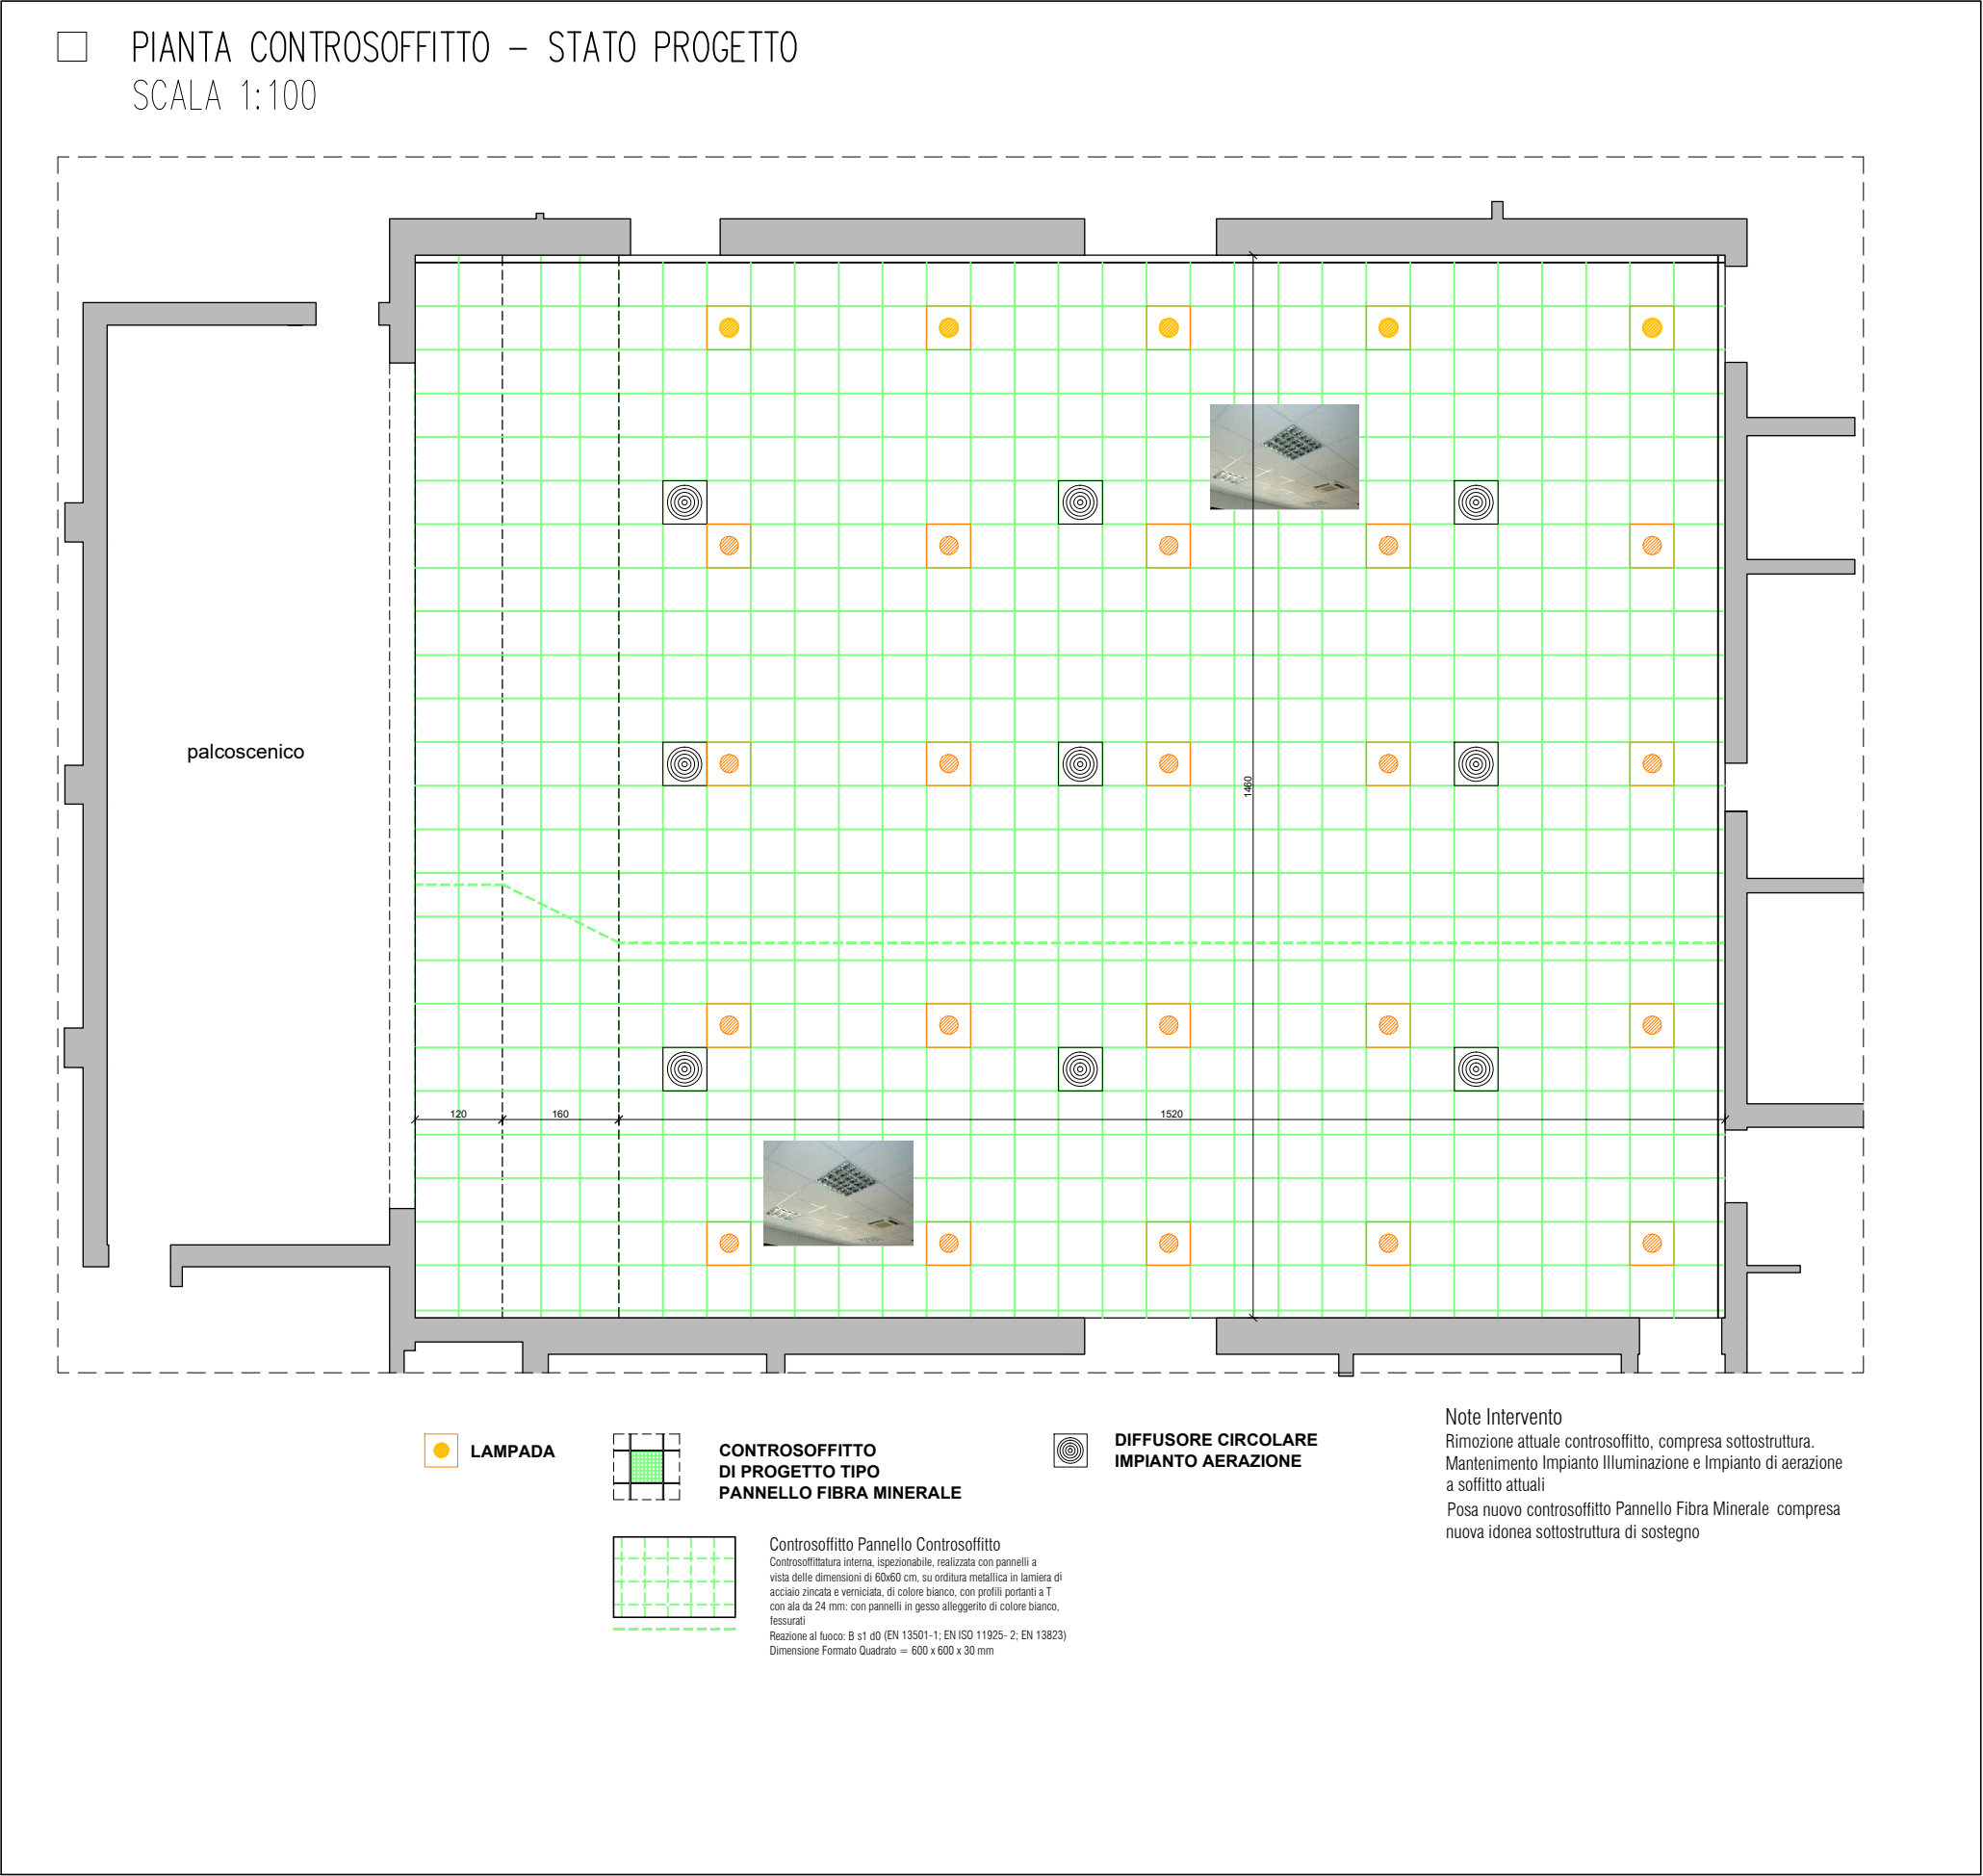 PIANTA CONTROSOFFITTO – STATO PROGETTO
SCALA 1:100
palcoscenico
1460
120
160
1520
LAMPADA
CONTROSOFFITTO
DI PROGETTO TIPO
PANNELLO FIBRA MINERALE
DIFFUSORE CIRCOLARE
IMPIANTO AERAZIONE
Note Intervento
Rimozione attuale controsoffitto, compresa sottostruttura.
Mantenimento Impianto Illuminazione e Impianto di aerazione
a soffitto attuali
Posa nuovo controsoffitto Pannello Fibra Minerale compresa
nuova idonea sottostruttura di sostegno
Controsoffitto Pannello Controsoffitto
Controsoffittatura interna, ispezionabile, realizzata con pannelli a
vista delle dimensioni di 60x60 cm, su orditura metallica in lamiera di
acciaio zincata e verniciata, di colore bianco, con profili portanti a T
con ala da 24 mm: con pannelli in gesso alleggerito di colore bianco,
fessurati
Reazione al fuoco: B s1 d0 (EN 13501-1; EN ISO 11925- 2; EN 13823)
Dimensione Formato Quadrato = 600 x 600 x 30 mm